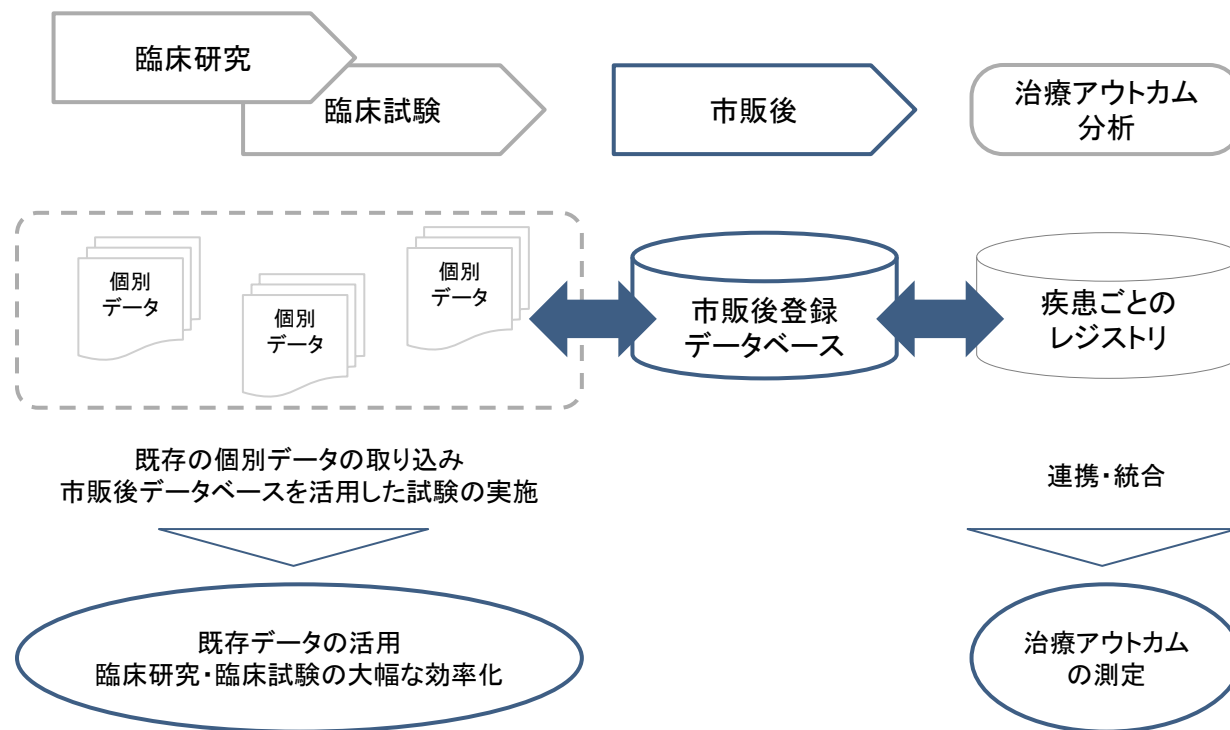 臨床研究
臨床試験
市販後
治療アウトカム
分析
個別
データ
個別
データ
個別
データ
市販後登録
データベース
疾患ごとの
レジストリ
既存の個別データの取り込み
市販後データベースを活用した試験の実施
連携・統合
既存データの活用
臨床研究・臨床試験の大幅な効率化
治療アウトカム
の測定